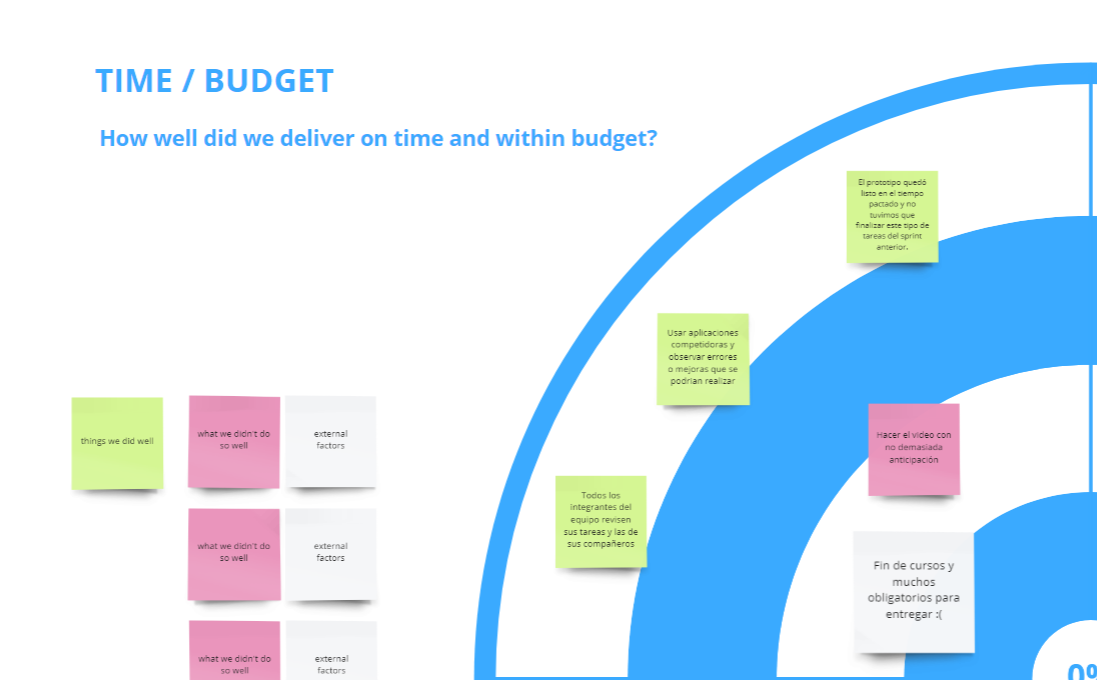 TIME / BUDGET
How well did we deliver on time and within budget?
El prototipo quedó
listo en el tiempo
pactado y no
tuvimos que
finalizar este tipo de
tareas del sprint
anterior.
Usar aplicaciones
competidoras y
observar errores
o mejoras que se
podrían realizar
things we did well
what we didn't do
so well
external
factors
Hacer el video con
no demasiada
anticipación
Todos los
integrantes del
equipo revisen
sus tareas y las de
sus compañeros
what we didn't do
so well
external
factors
Fin de cursos y
muchos
obligatorios para
entregar :(
what we didn't do
so well
external
factors